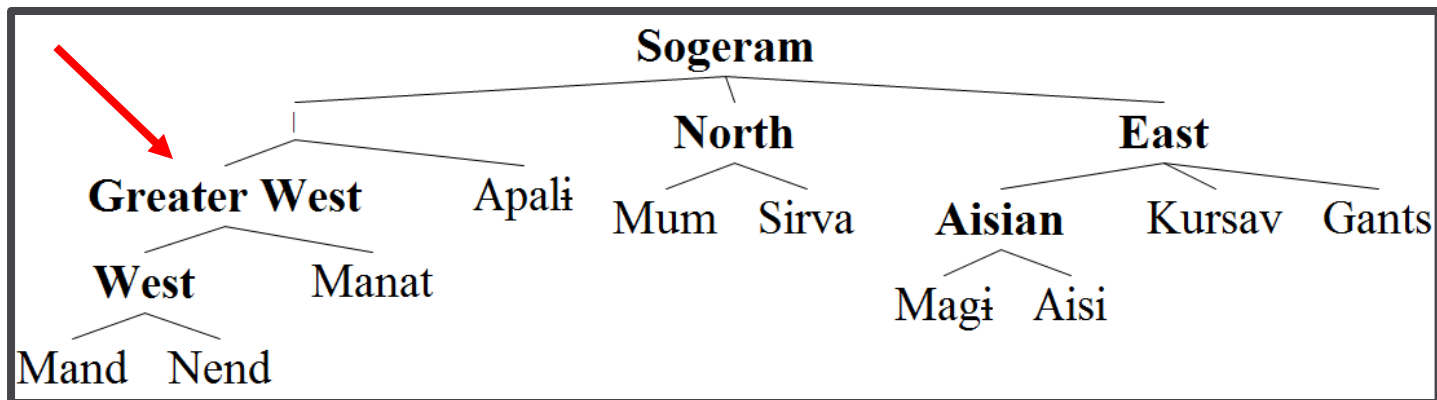 Sogeram
North East
Greater West Apalɨ
Mum Sirva Aisian Kursav Gants
West Manat
Magɨ Aisi
Mand Nend